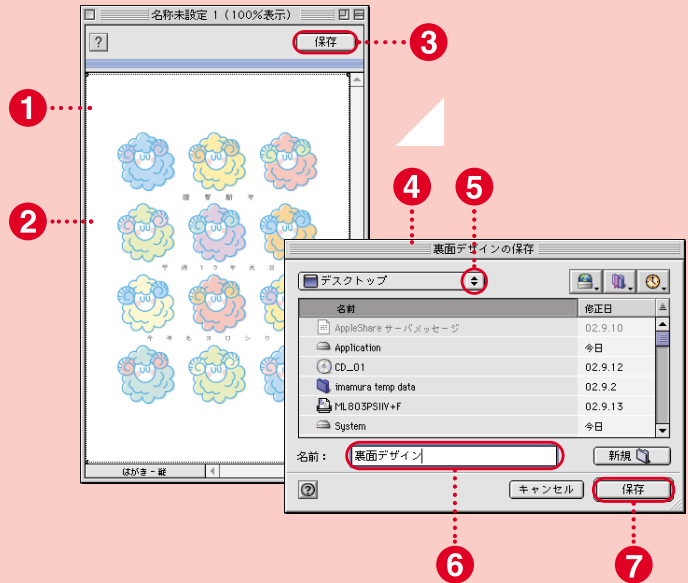 名称未設定 1 (100%表示)
?
保存
3
1
2
謹賀新年
平成15年元旦
今年もヨロシク
はがき - 縦
4
5
裏面デザインの保存
デスクトップ
名前
修正日
AppleShare サーバメッセージ
02.9.10
Application
今日
CD_01
02.9.12
imamura temp data
02.9.2
ML803PSIIV+F
02.9.13
System
今日
名前：
裏面デザイン
新規
?
キャンセル
保存
6
7